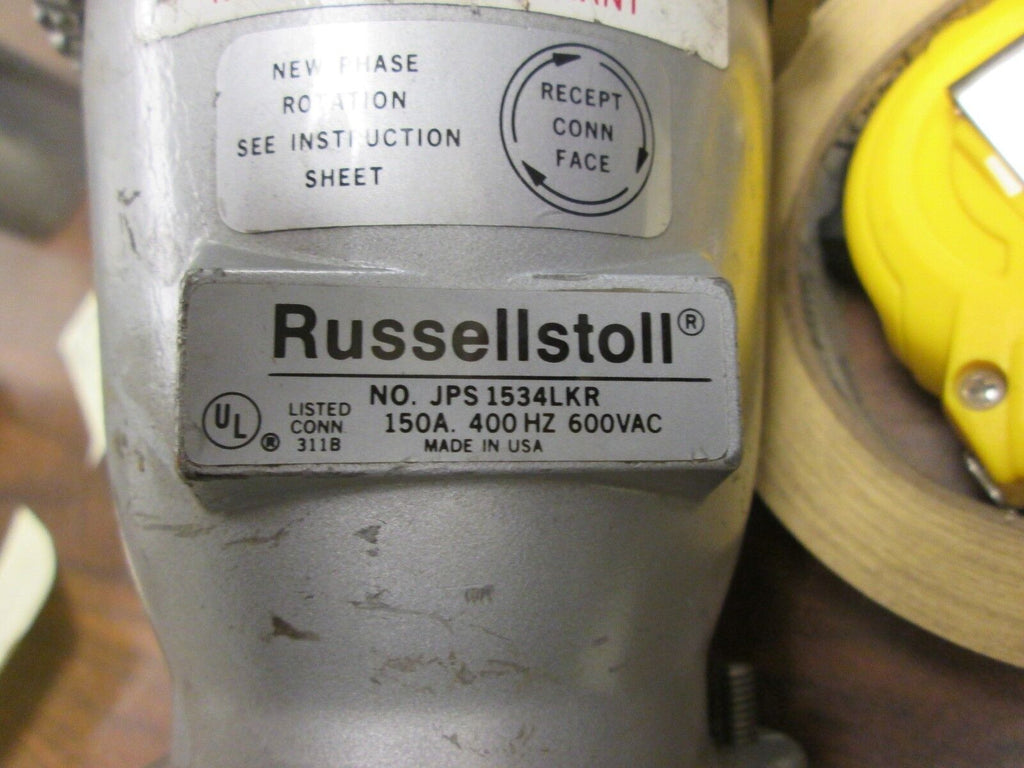 NEW PHASE
ROTATION
SEE INSTRUCTION
SHEET
RECEPT
CONN
FACE
Russellstoll®
NO. JPS 1534LKR
150A. 400 HZ 600VAC
MADE IN USA
UL ®
LISTED
CONN.
311B